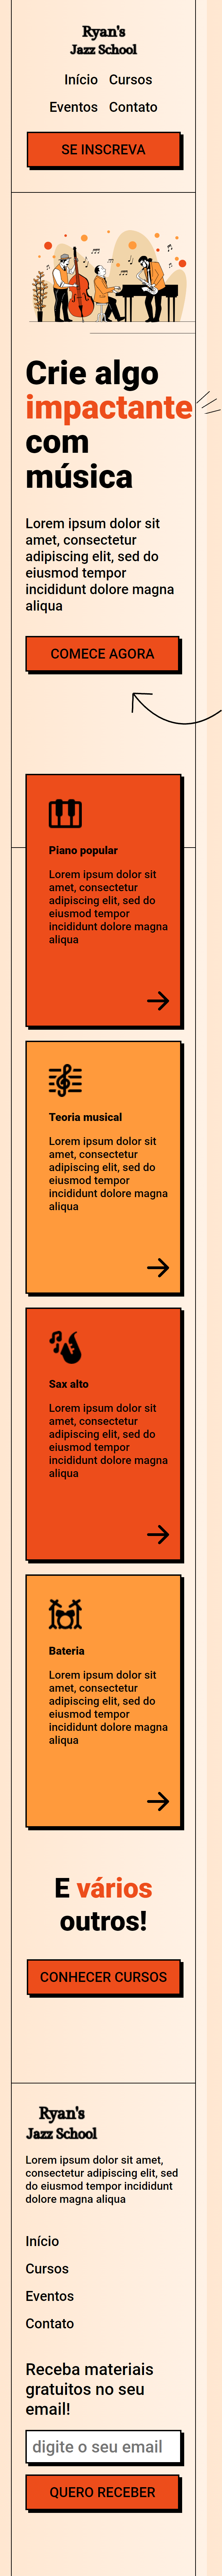 Ryan's
Jazz School
Início Cursos
Eventos Contato
SE INSCREVA
Crie algo
impactante
com
música
Lorem ipsum dolor sit
amet, consectetur
adipiscing elit, sed do
eiusmod tempor
incididunt dolore magna
aliqua
COMECE AGORA
Piano popular
Lorem ipsum dolor sit
amet, consectetur
adipiscing elit, sed do
eiusmod tempor
incididunt dolore magna
aliqua
Teoria musical
Lorem ipsum dolor sit
amet, consectetur
adipiscing elit, sed do
eiusmod tempor
incididunt dolore magna
aliqua
Sax alto
Lorem ipsum dolor sit
amet, consectetur
adipiscing elit, sed do
eiusmod tempor
incididunt dolore magna
aliqua
Bateria
Lorem ipsum dolor sit
amet, consectetur
adipiscing elit, sed do
eiusmod tempor
incididunt dolore magna
aliqua
E vários
outros!
CONHECER CURSOS
Ryan's
Jazz School
Lorem ipsum dolor sit amet,
consectetur adipiscing elit, sed
do eiusmod tempor incididunt
dolore magna aliqua
Início
Cursos
Eventos
Contato
Receba materiais
gratuitos no seu
email!
digite o seu email
QUERO RECEBER